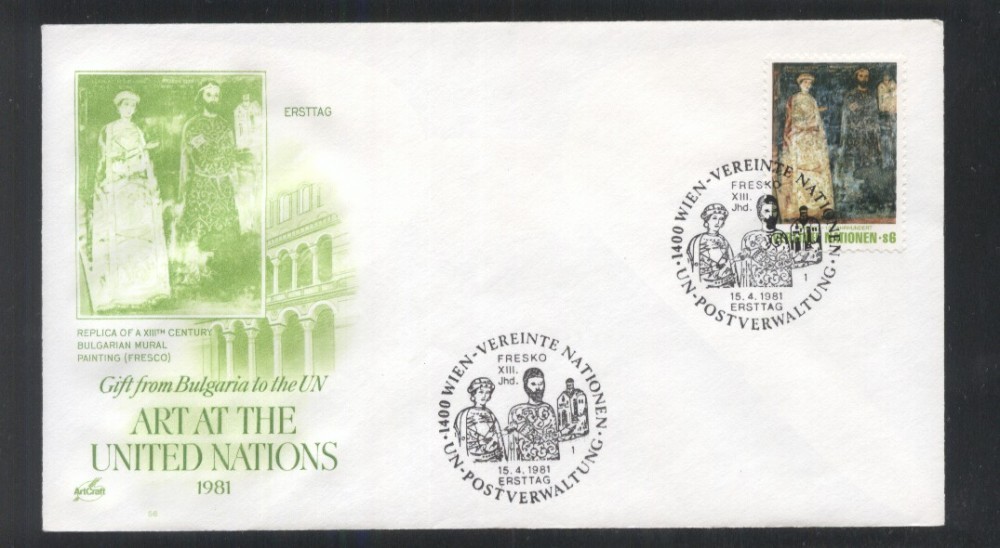 ERSTTAG
REPLICA OF A XIIITH CENTURY
BULGARIAN MURAL
PAINTING (FRESCO)
Gift from Bulgaria to the UN
ART AT THE
UNITED NATIONS
1981
ArtCraft
NATIONEN · s6
1400 WIEN - VEREINTE NATIONEN ·
FRESKO
XIII.
Jhd.
1
15. 4. 1981
ERSTTAG
· UN - POSTVERWALTUNG ·
1400 WIEN - VEREINTE NATIONEN ·
FRESKO
XIII.
Jhd.
1
15. 4. 1981
ERSTTAG
· UN - POSTVERWALTUNG ·